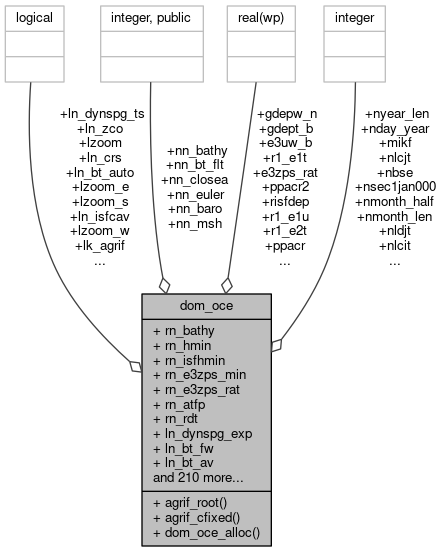 logical
integer, public
real(wp)
integer
+ln_dynspg_ts
+ln_zco
+lzoom
+ln_crs
+ln_bt_auto
+lzoom_e
+lzoom_s
+ln_isfcav
+lzoom_w
+lk_agrif
...
+nn_bathy
+nn_bt_flt
+nn_closea
+nn_euler
+nn_baro
+nn_msh
+gdepw_n
+gdept_b
+e3uw_b
+r1_e1t
+e3zps_rat
+ppacr2
+risfdep
+r1_e1u
+r1_e2t
+ppacr
...
+nyear_len
+nday_year
+mikf
+nlcjt
+nbse
+nsec1jan000
+nmonth_half
+nmonth_len
+nldjt
+nlcit
...
dom_oce
+ rn_bathy
+ rn_hmin
+ rn_isfhmin
+ rn_e3zps_min
+ rn_e3zps_rat
+ rn_atfp
+ rn_rdt
+ ln_dynspg_exp
+ ln_bt_fw
+ ln_bt_av
and 210 more...
+ agrif_root()
+ agrif_cfixed()
+ dom_oce_alloc()